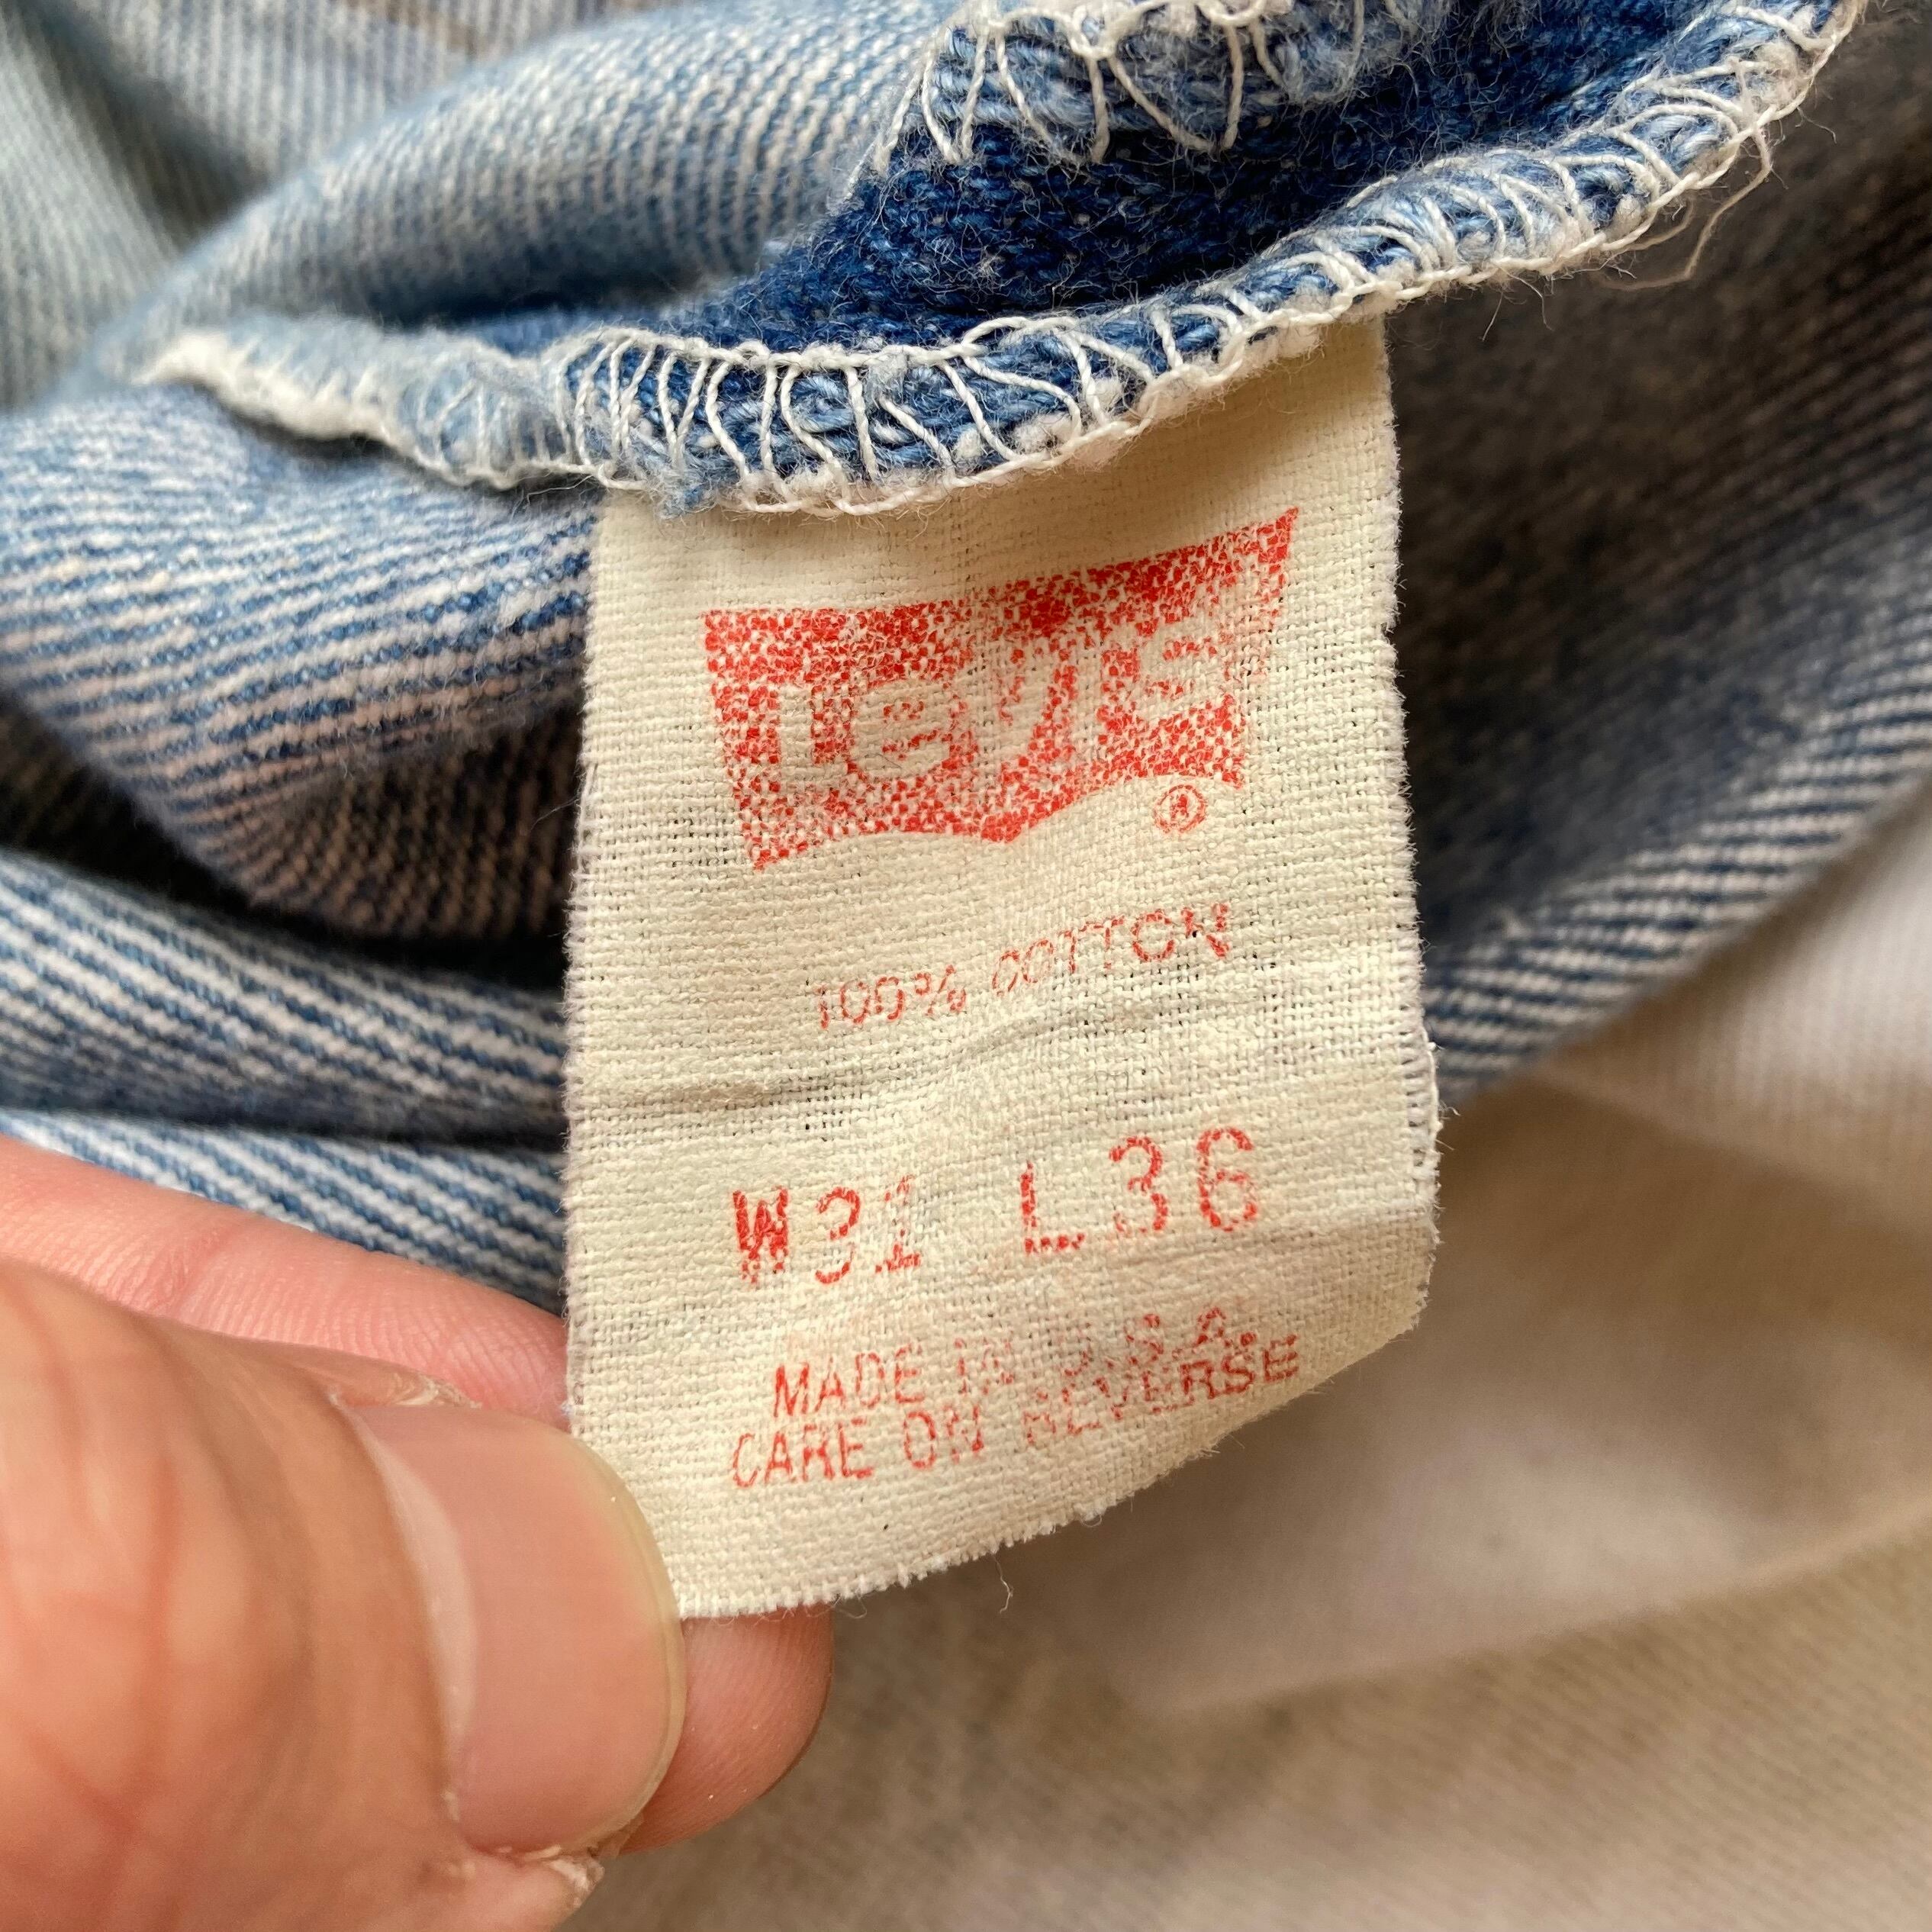 Levi's
®
100% COTTON
W31 L36
MADE IN U.S.A.
CARE ON REVERSE